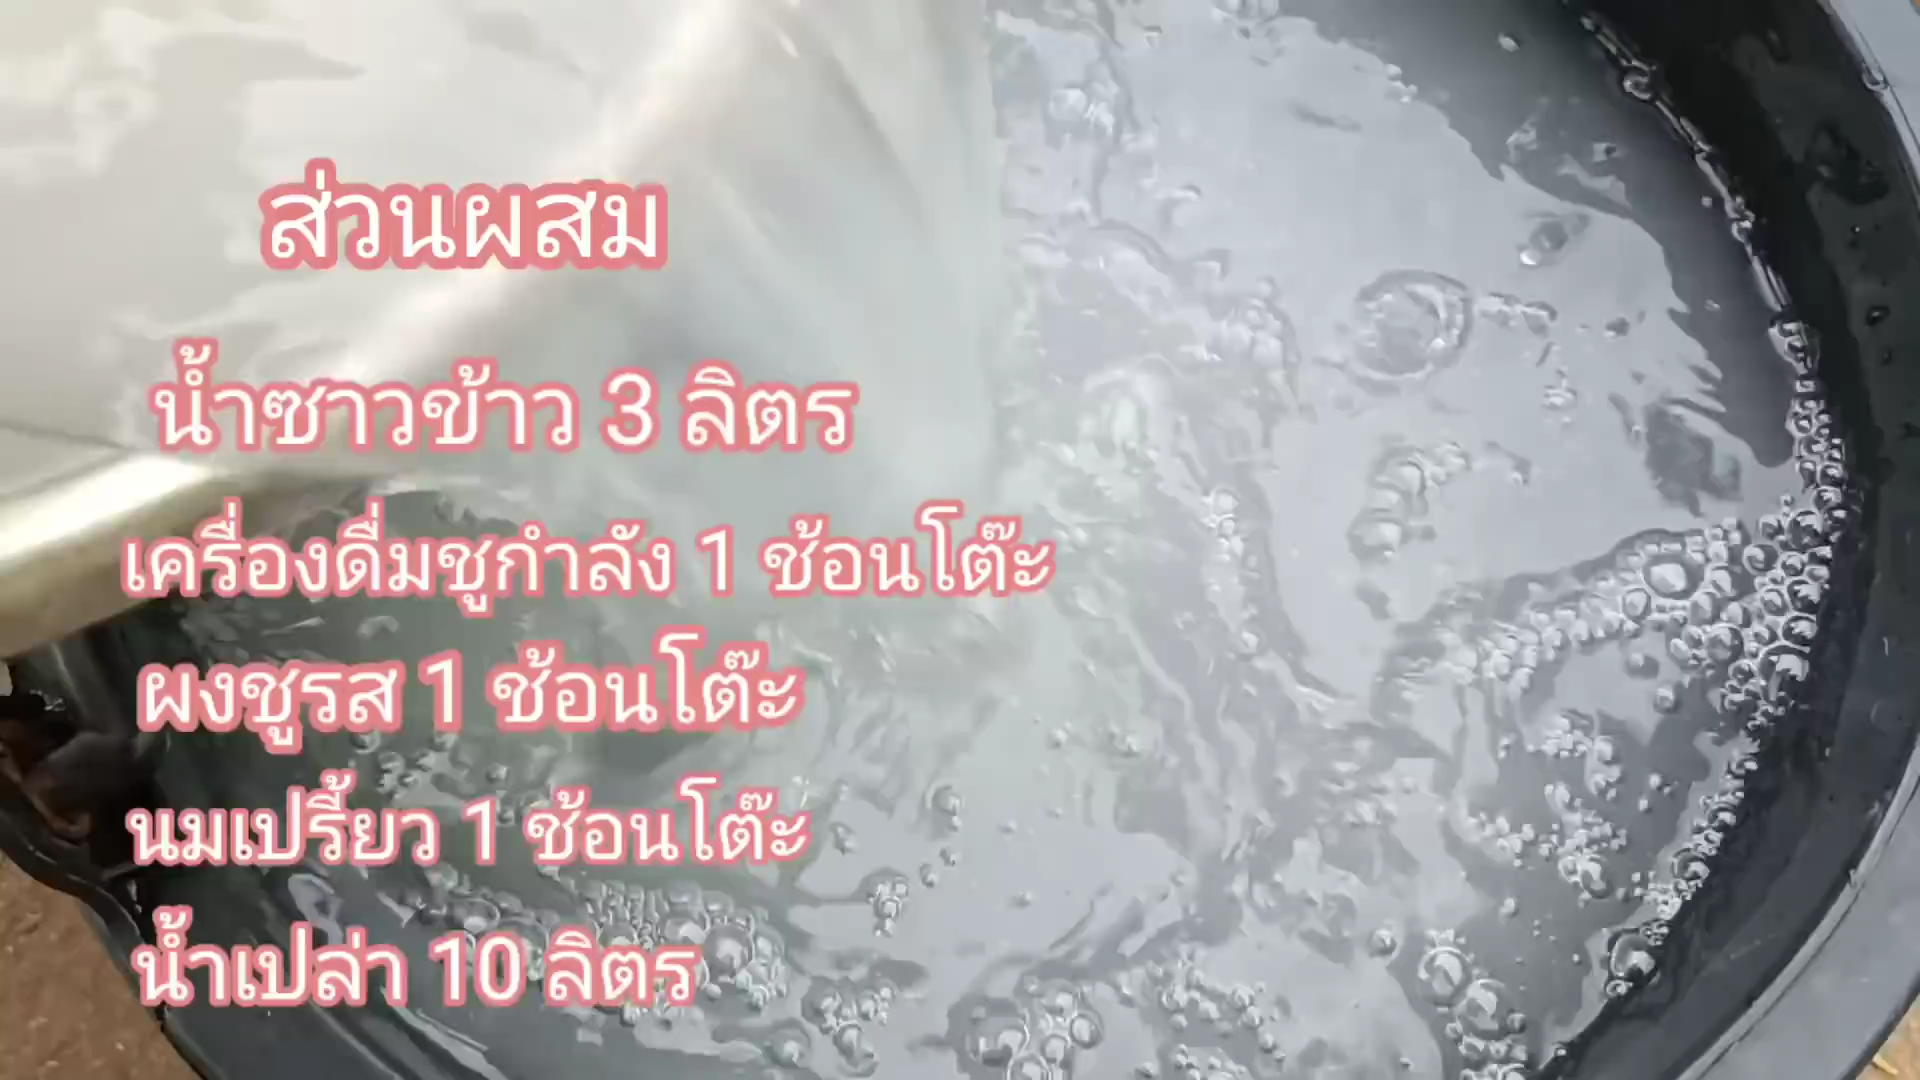 ส่วนผสม
น้ำซาวข้าว 3 ลิตร
เครื่องดื่มชูกำลัง 1 ช้อนโต๊ะ
ผงชูรส 1 ช้อนโต๊ะ
นมเปรี้ยว 1 ช้อนโต๊ะ
น้ำเปล่า 10 ลิตร